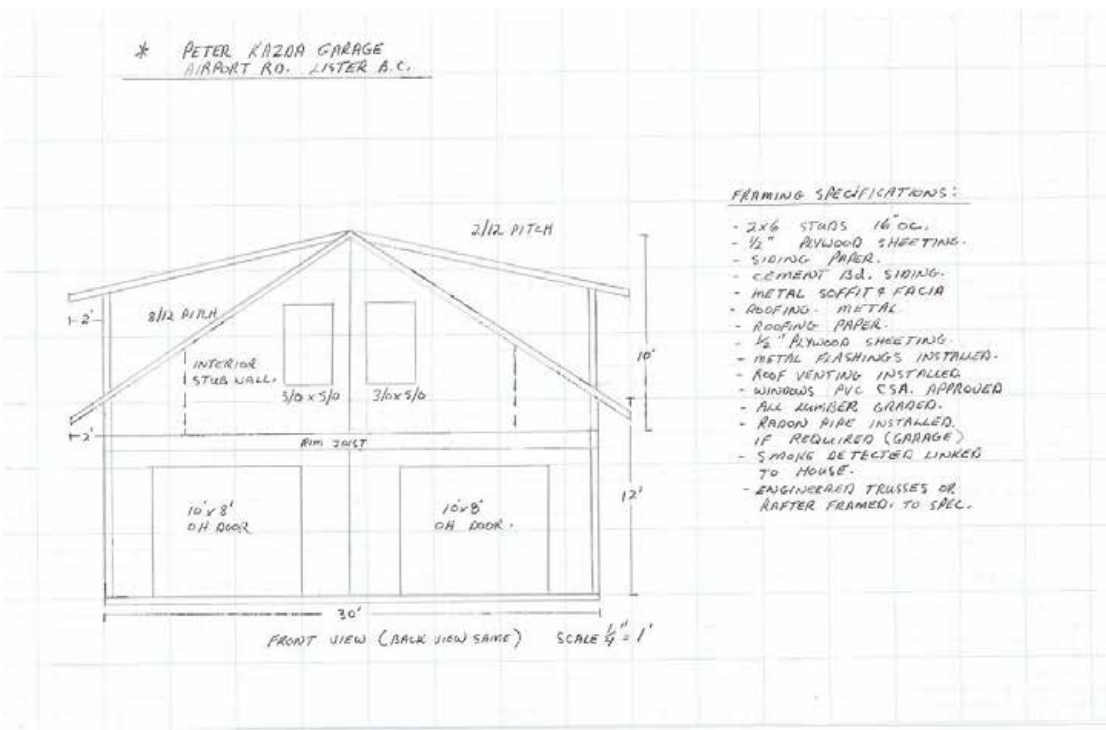 * PETER KAZDA GARAGE
AIRPORT RD. LISTER B.C.
2/12 PITCH
2'
8/12 PITCH
INTERIOR
STUB WALL.
3/0 x 5/0
3/0 x 5/0
10'
2'
RIM JOIST
10'x8'
OH DOOR
10'x8'
OH DOOR.
12'
30'
FRONT VIEW (BACK VIEW SAME) SCALE 1/4" = 1'
FRAMING SPECIFICATIONS:
- 2x6 STUDS 16" OC.
- 1/2" PLYWOOD SHEETING.
- SIDING PAPER.
- CEMENT Bd. SIDING.
- METAL SOFFIT & FACIA
- ROOFING - METAL
- ROOFING PAPER.
- 1/2" PLYWOOD SHEETING.
- METAL FLASHINGS INSTALLED.
- ROOF VENTING INSTALLED
- WINDOWS PVC CSA. APPROVED
- ALL LUMBER GRADED.
- RADON PIPE INSTALLED.
IF REQUIRED (GARAGE)
- SMOKE DETECTED LINKED
TO HOUSE.
- ENGINEERED TRUSSES OR
RAFTER FRAMED. TO SPEC.